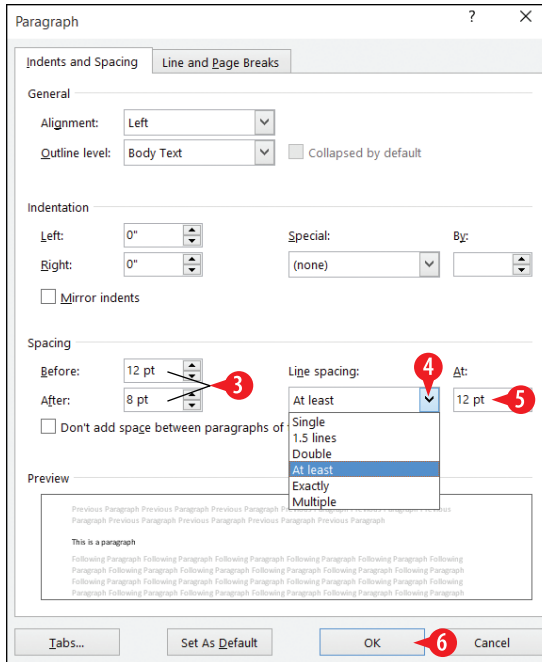 Paragraph ? ×
Indents and Spacing Line and Page Breaks
General
Alignment: Left
Outline level: Body Text Collapsed by default
Indentation
Left: 0" Special: By:
Right: 0" (none)
Mirror indents
Spacing
Before: 12 pt 3 Line spacing: 4 At:
After: 8 pt At least 12 pt 5
Don't add space between paragraphs of
Single
1.5 lines
Double
At least
Exactly
Multiple
Preview
Previous Paragraph Previous Paragraph Previous Paragraph
Paragraph Previous Paragraph Previous Paragraph Previous Paragraph Previous Paragraph
This is a paragraph
Following Paragraph Following Paragraph Following Paragraph Following Paragraph Following Paragraph Following
Paragraph Following Paragraph Following Paragraph Following Paragraph Following Paragraph Following Paragraph
Following Paragraph Following Paragraph Following Paragraph Following Paragraph Following Paragraph Following
Paragraph Following Paragraph Following Paragraph Following Paragraph Following Paragraph Following Paragraph
Tabs... Set As Default OK 6 Cancel